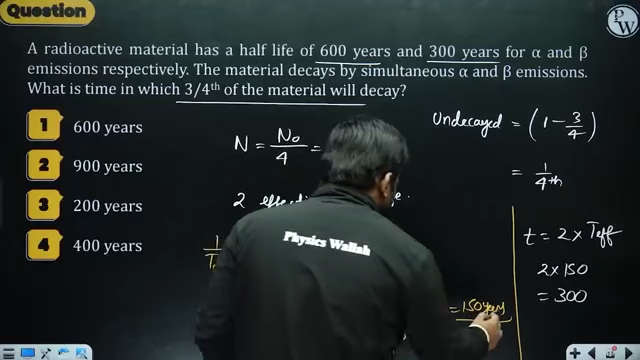 Question
PW
A radioactive material has a half life of 600 years and 300 years for α and β
emissions respectively. The material decays by simultaneous α and β emissions.
What is time in which 3/4th of the material will decay?
1 600 years
2 900 years
3 200 years
4 400 years
N = N₀/4 =
2
1/T
Physics Wallah
= 150 years
Undecayed = (1 - 3/4)
= 1/4th
t = 2 × Teff
2 × 150
= 300